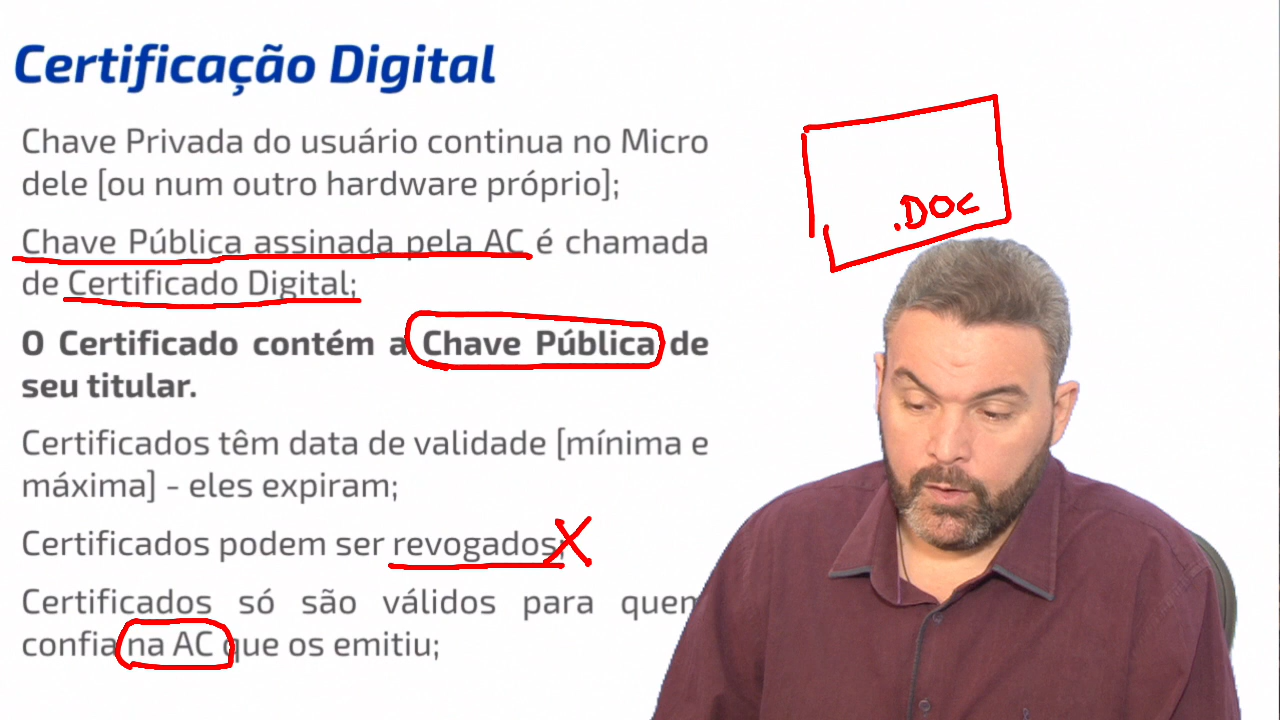 Certificação Digital
Chave Privada do usuário continua no Micro
dele [ou num outro hardware próprio];
Chave Pública assinada pela AC é chamada
de Certificado Digital;
O Certificado contém a Chave Pública de
seu titular.
Certificados têm data de validade [mínima e
máxima] - eles expiram;
Certificados podem ser revogados;
X
Certificados só são válidos para quem
confia na AC que os emitiu;
.DOC